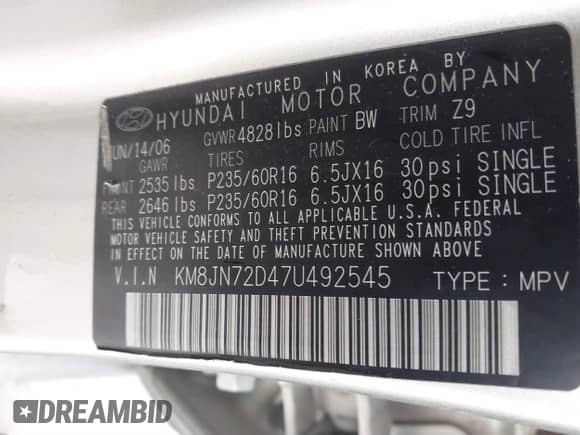 MANUFACTURED IN KOREA BY
HYUNDAI MOTOR COMPANY
JUN/14/06 GVWR 4828lbs PAINT BW TRIM Z9
GAWR TIRES RIMS COLD TIRE INFL
FRONT 2535 lbs P235/60R16 6.5JX16 30psi SINGLE
REAR 2646 lbs P235/60R16 6.5JX16 30psi SINGLE
THIS VEHICLE CONFORMS TO ALL APPLICABLE U.S.A. FEDERAL
MOTOR VEHICLE SAFETY AND THEFT PREVENTION STANDARDS
IN EFFECT ON THE DATE OF MANUFACTURE SHOWN ABOVE.
V.I.N KM8JN72D47U492545 TYPE : MPV
DREAMBID